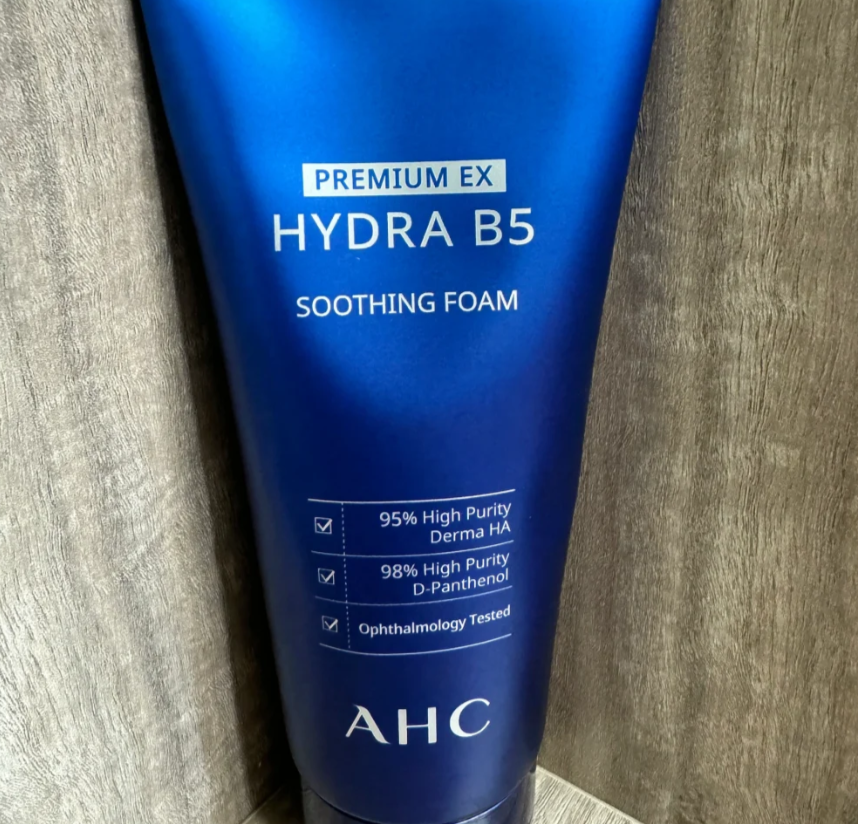 PREMIUM EX
HYDRA B5
SOOTHING FOAM
95% High Purity
Derma HA
98% High Purity
D-Panthenol
Ophthalmology Tested
AHC